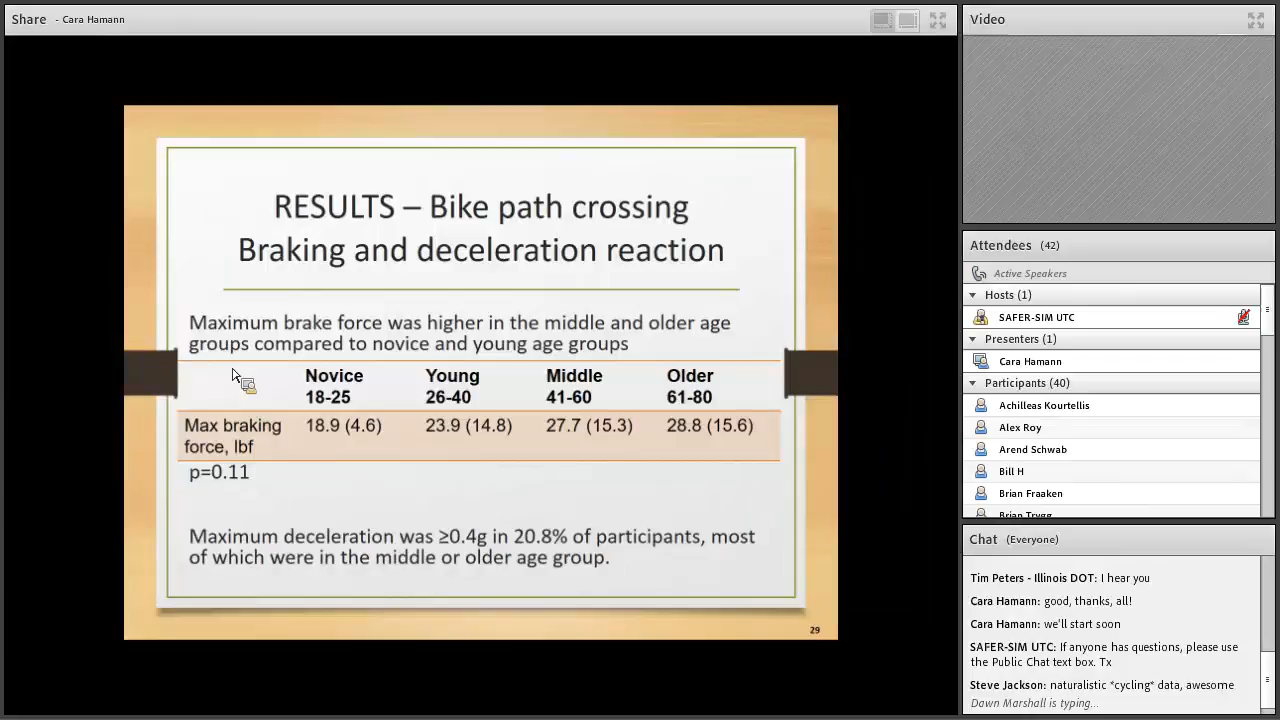 Share - Cara Hamann
RESULTS – Bike path crossing
Braking and deceleration reaction
Maximum brake force was higher in the middle and older age
groups compared to novice and young age groups
Novice Young Middle Older
18-25 26-40 41-60 61-80
Max braking 18.9 (4.6) 23.9 (14.8) 27.7 (15.3) 28.8 (15.6)
force, lbf
p=0.11
Maximum deceleration was ≥0.4g in 20.8% of participants, most
of which were in the middle or older age group.
29
Video
Attendees (42)
Active Speakers
Hosts (1)
SAFER-SIM UTC
Presenters (1)
Cara Hamann
Participants (40)
Achilleas Kourtellis
Alex Roy
Arend Schwab
Bill H
Brian Fraaken
Brian Trygg
Chat (Everyone)
Tim Peters - Illinois DOT: I hear you
Cara Hamann: good, thanks, all!
Cara Hamann: we'll start soon
SAFER-SIM UTC: If anyone has questions, please use
the Public Chat text box. Tx
Steve Jackson: naturalistic *cycling* data, awesome
Dawn Marshall is typing...